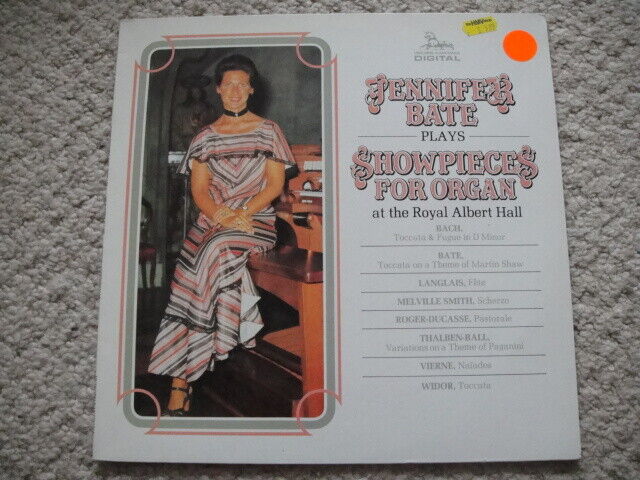 DIGITAL
JENNIFER
BATE
PLAYS
SHOWPIECES
FOR ORGAN
at the Royal Albert Hall
BACH,
Toccata & Fugue in D Minor
BATE,
Toccata on a Theme of Martin Shaw
LANGLAIS, Fête
MELVILLE SMITH, Scherzo
ROGER-DUCASSE, Pastorale
THALBEN-BALL,
Variations on a Theme of Paganini
VIERNE, Naïades
WIDOR, Toccata